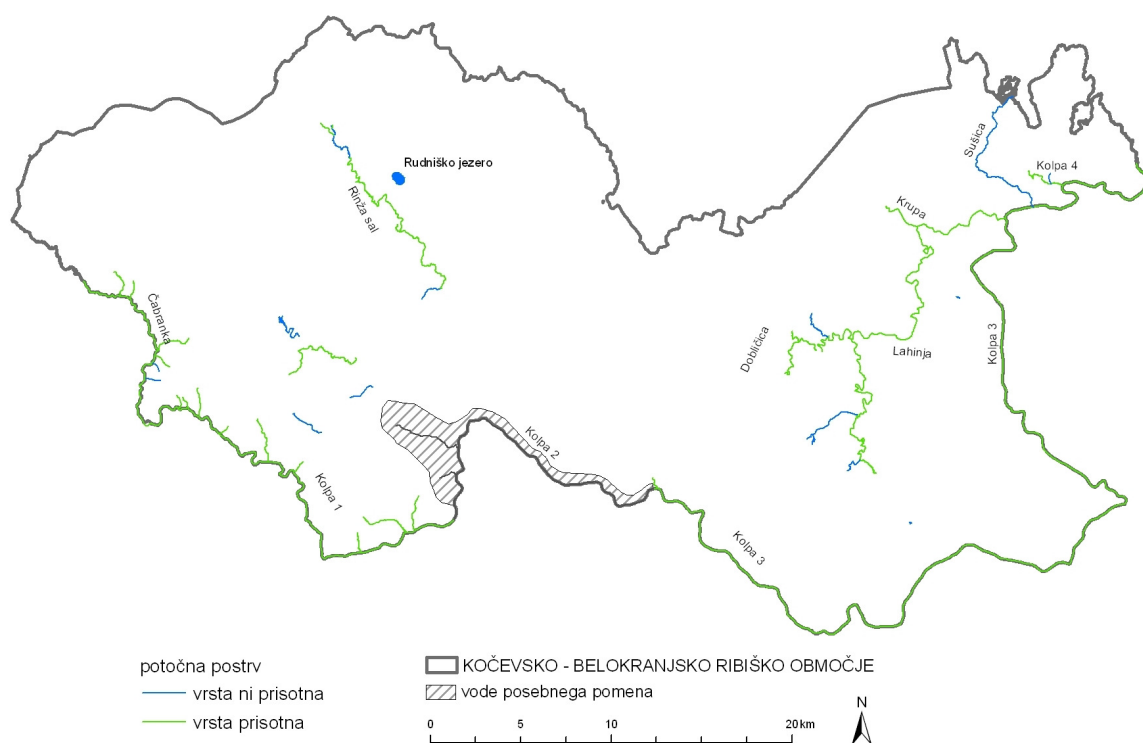 Sušica
Kolpa 4
Rudniško jezero
Rinža sal
Krupa
Čabranka
Kolpa 3
Dobličica
Lahinja
Kolpa 2
Kolpa 1
Kolpa 3
potočna postrv
vrsta ni prisotna
vrsta prisotna
KOČEVSKO - BELOKRANJSKO RIBIŠKO OBMOČJE
vode posebnega pomena
0 5 10 20 km
N